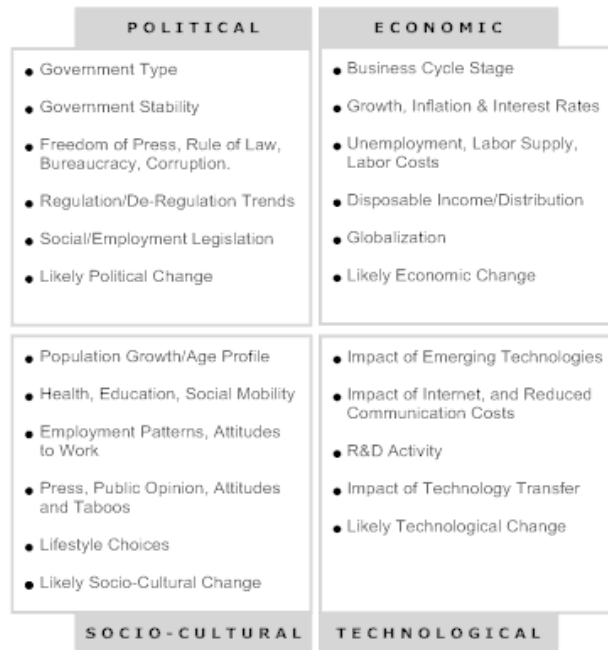 POLITICAL
• Government Type
• Government Stability
• Freedom of Press, Rule of Law,
Bureaucracy, Corruption.
• Regulation/De-Regulation Trends
• Social/Employment Legislation
• Likely Political Change
ECONOMIC
• Business Cycle Stage
• Growth, Inflation & Interest Rates
• Unemployment, Labor Supply,
Labor Costs
• Disposable Income/Distribution
• Globalization
• Likely Economic Change
• Population Growth/Age Profile
• Health, Education, Social Mobility
• Employment Patterns, Attitudes
to Work
• Press, Public Opinion, Attitudes
and Taboos
• Lifestyle Choices
• Likely Socio-Cultural Change
SOCIO-CULTURAL
• Impact of Emerging Technologies
• Impact of Internet, and Reduced
Communication Costs
• R&D Activity
• Impact of Technology Transfer
• Likely Technological Change
TECHNOLOGICAL